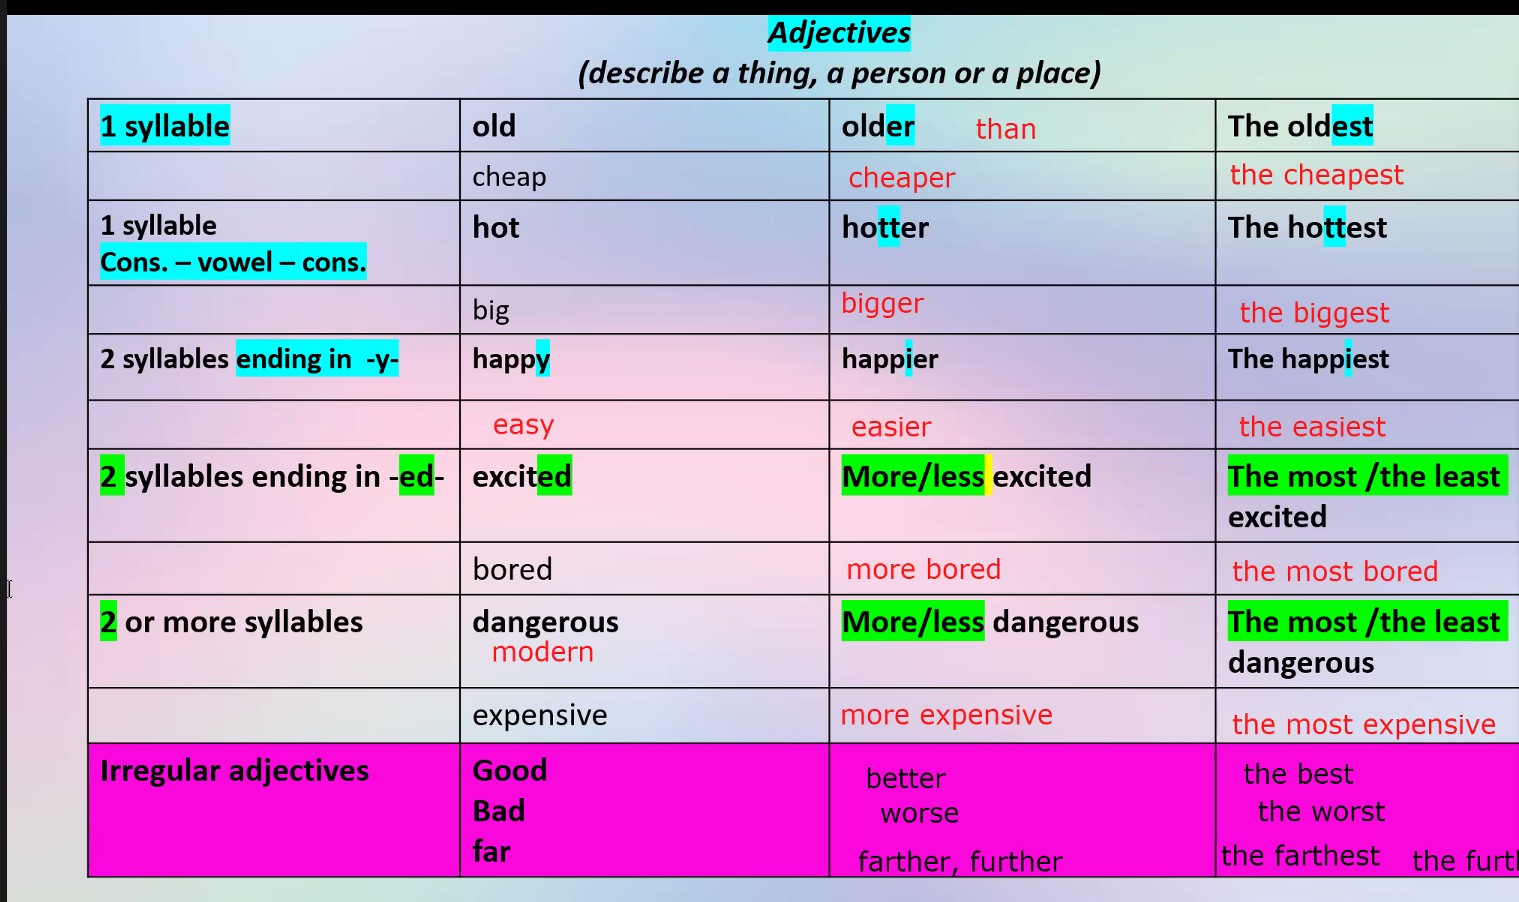 Adjectives
(describe a thing, a person or a place)
1 syllable old older than The oldest
cheap cheaper the cheapest
1 syllable hot hotter The hottest
Cons. – vowel – cons.
big bigger the biggest
2 syllables ending in -y- happy happier The happiest
easy easier the easiest
2 syllables ending in -ed- excited More/less excited The most /the least
excited
bored more bored the most bored
2 or more syllables dangerous More/less dangerous The most /the least
modern dangerous
expensive more expensive the most expensive
Irregular adjectives Good better the best
Bad worse the worst
far farther, further the farthest the